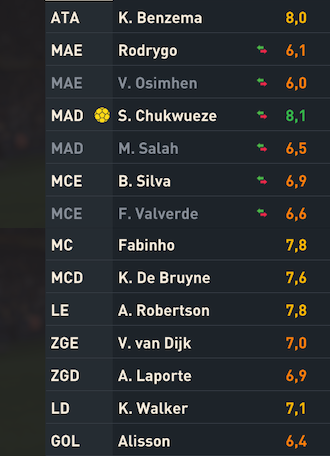 ATA K. Benzema 8,0
MAE Rodrygo 6,1
MAE V. Osimhen 6,0
MAD S. Chukwueze 8,1
MAD M. Salah 6,5
MCE B. Silva 6,9
MCE F. Valverde 6,6
MC Fabinho 7,8
MCD K. De Bruyne 7,6
LE A. Robertson 7,8
ZGE V. van Dijk 7,0
ZGD A. Laporte 6,9
LD K. Walker 7,1
GOL Alisson 6,4